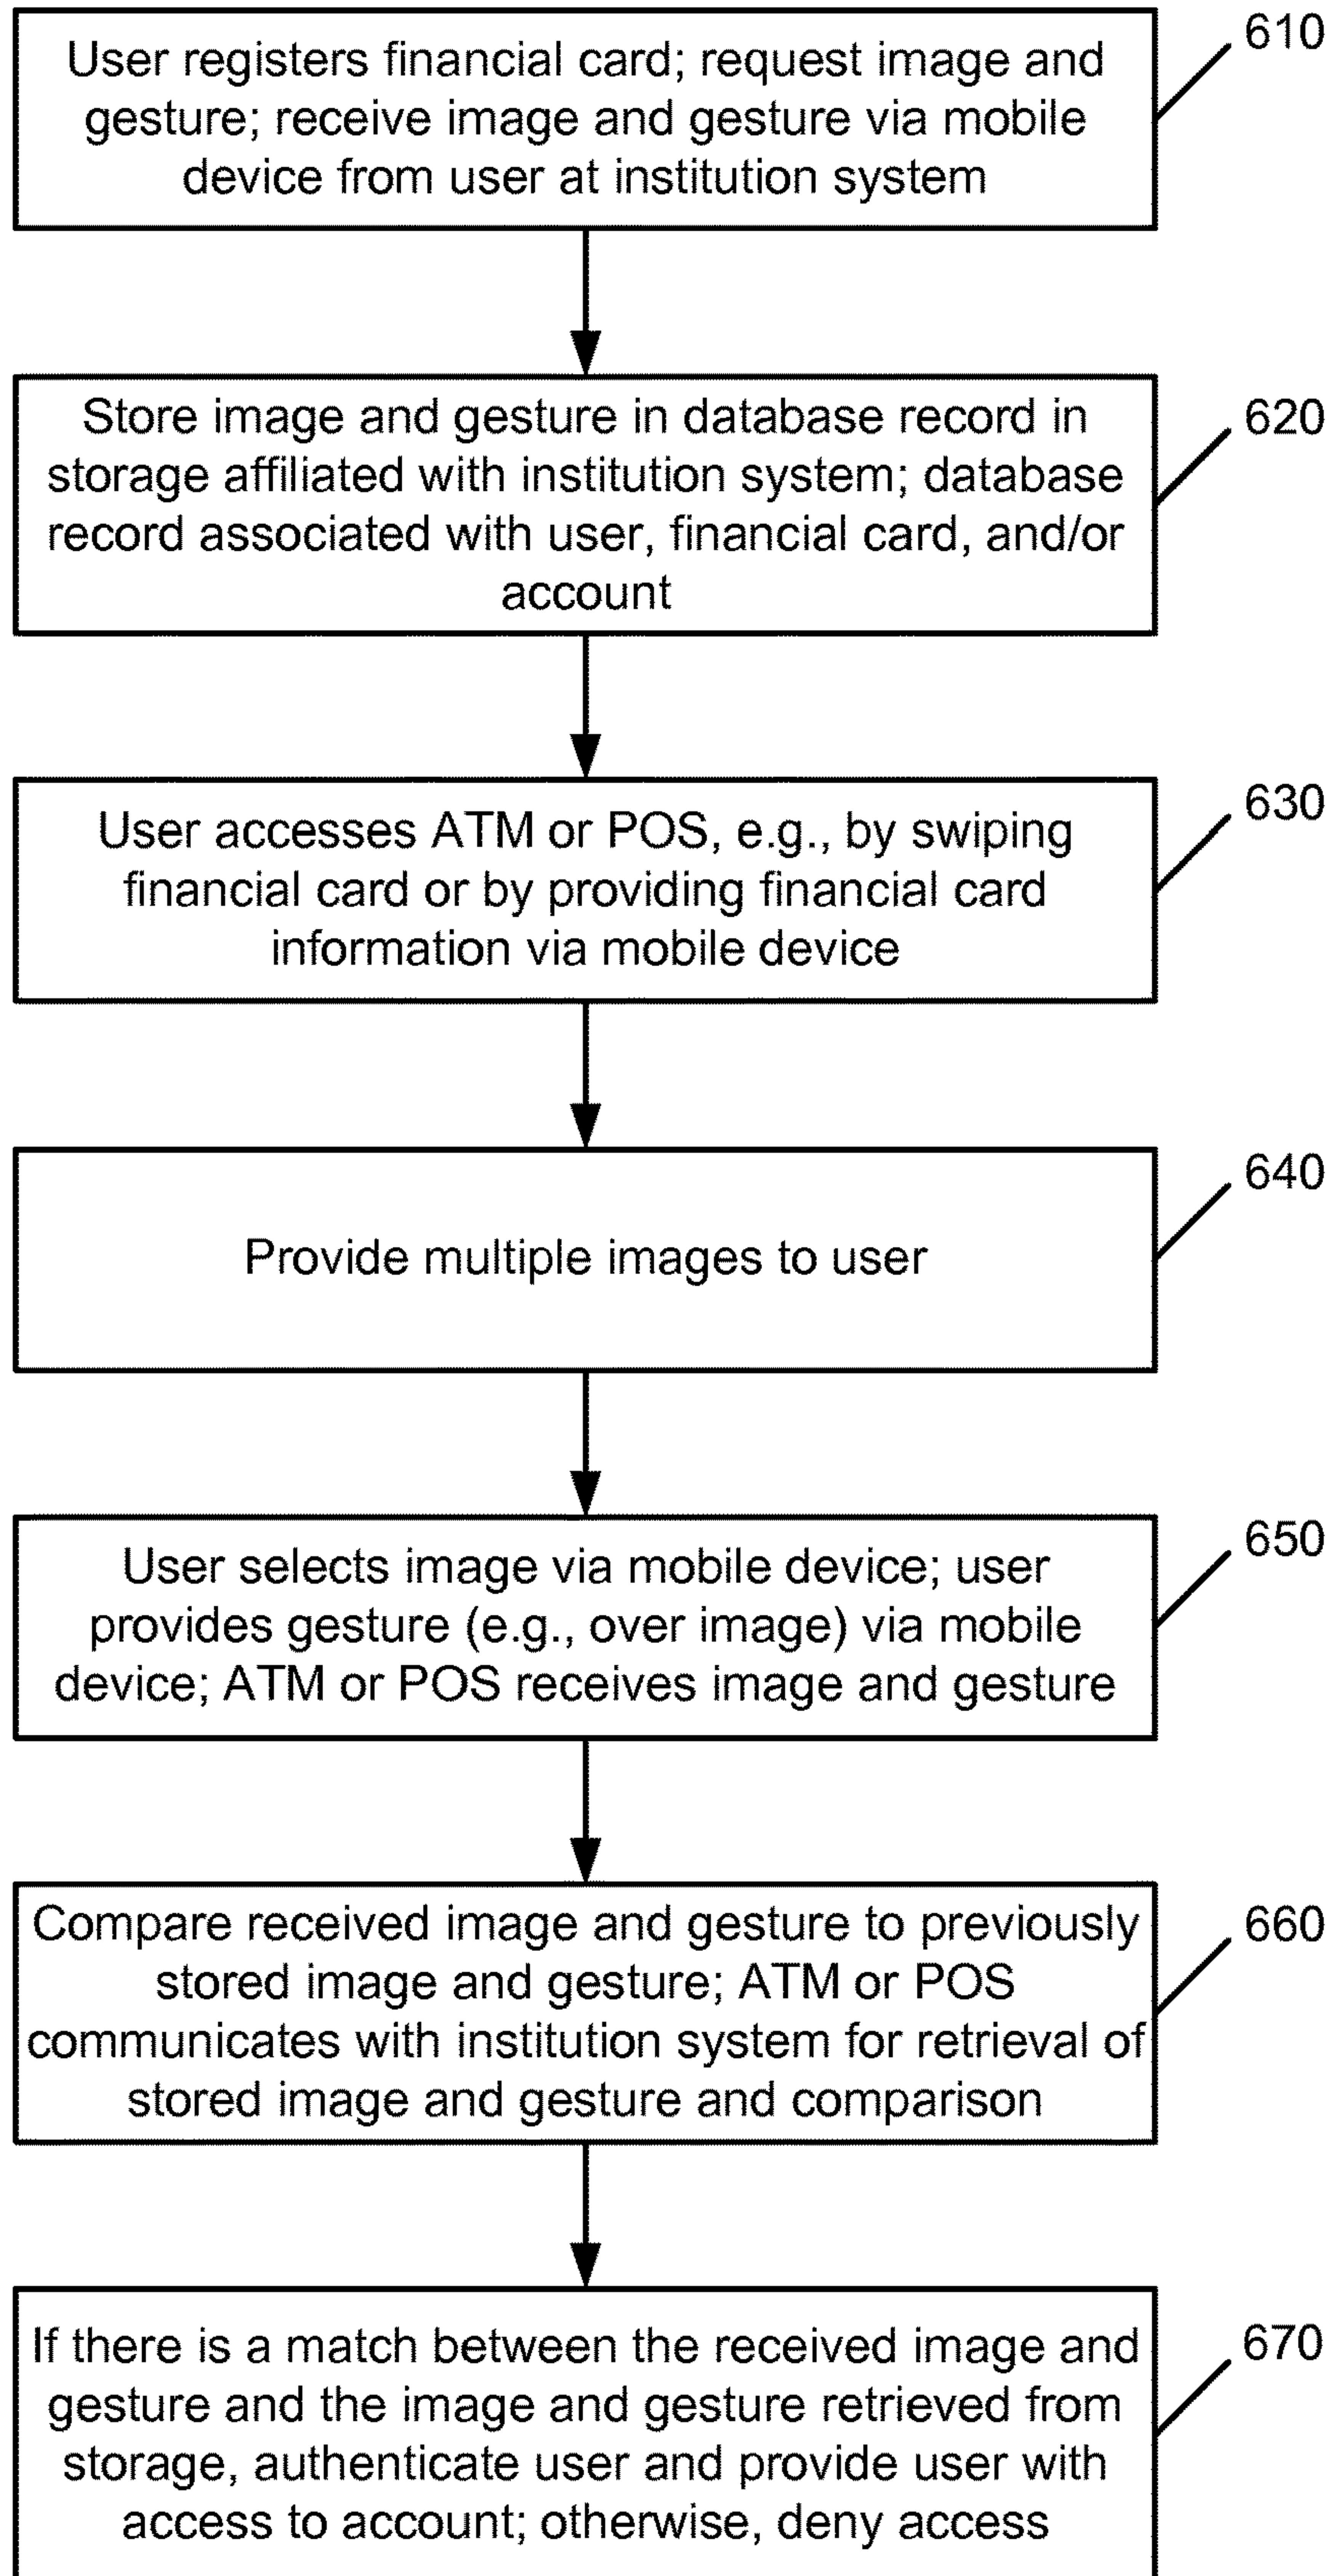 User registers financial card; request image and
gesture; receive image and gesture via mobile
device from user at institution system
610
Store image and gesture in database record in
storage affiliated with institution system; database
record associated with user, financial card, and/or
account
620
User accesses ATM or POS, e.g., by swiping
financial card or by providing financial card
information via mobile device
630
Provide multiple images to user
640
User selects image via mobile device; user
provides gesture (e.g., over image) via mobile
device; ATM or POS receives image and gesture
650
Compare received image and gesture to previously
stored image and gesture; ATM or POS
communicates with institution system for retrieval of
stored image and gesture and comparison
660
If there is a match between the received image and
gesture and the image and gesture retrieved from
storage, authenticate user and provide user with
access to account; otherwise, deny access
670